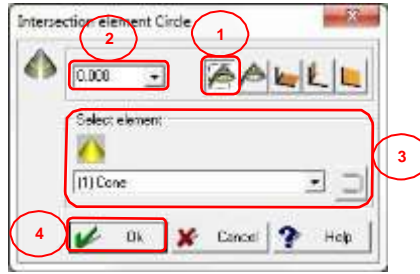 Intersection element Circle
2
1
0.000
Select element
(1) Cone
3
4
Ok
Cancel
Help